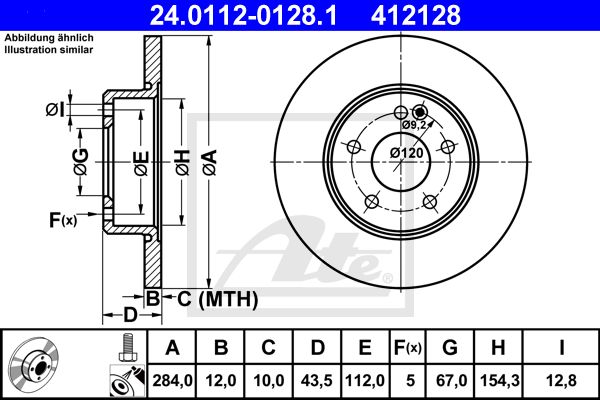 24.0112-0128.1 412128
Abbildung ähnlich
Illustration similar
ØI
ØG
ØE
ØH
ØA
F(x)
B
C (MTH)
D
Ø9,2
Ø120
Ate
A B C D E F(x) G H I
284,0 12,0 10,0 43,5 112,0 5 67,0 154,3 12,8